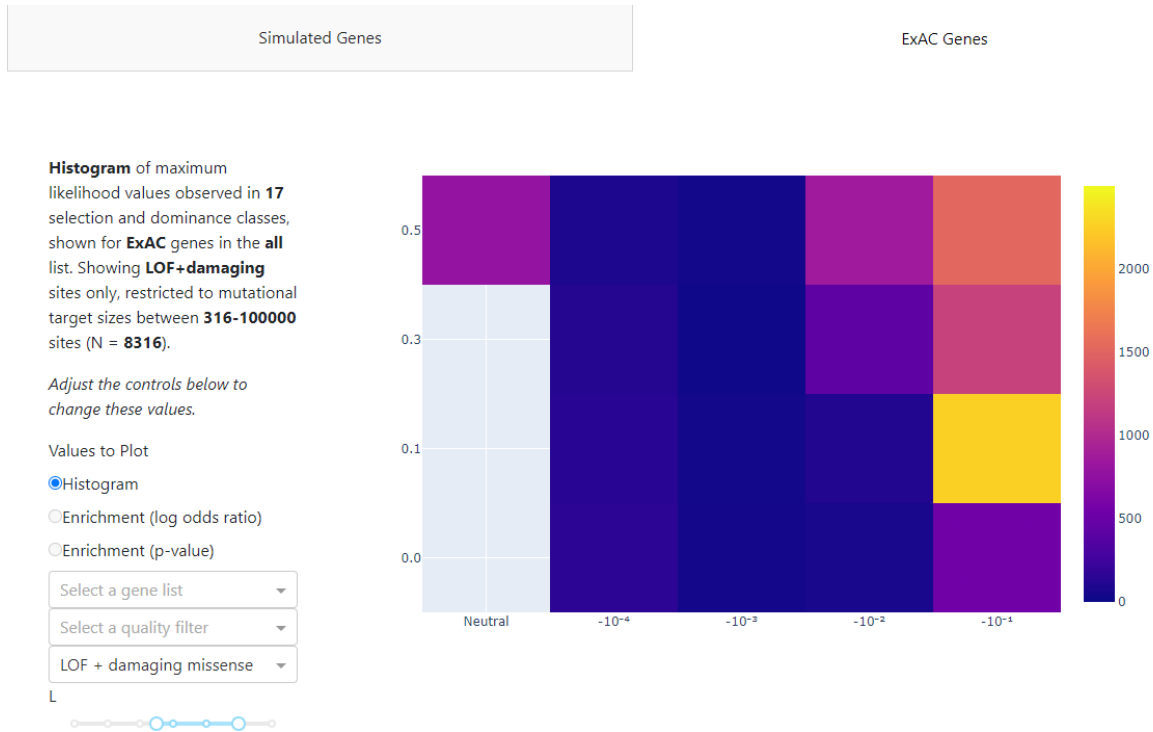 Simulated Genes
ExAC Genes
Histogram of maximum
likelihood values observed in 17
selection and dominance classes,
shown for ExAC genes in the all
list. Showing LOF+damaging
sites only, restricted to mutational
target sizes between 316-100000
sites (N = 8316).
Adjust the controls below to
change these values.
Values to Plot
Histogram
Enrichment (log odds ratio)
Enrichment (p-value)
Select a gene list
Select a quality filter
LOF + damaging missense
L
0.5
0.3
0.1
0.0
Neutral
-10⁻⁴
-10⁻³
-10⁻²
-10⁻¹
2000
1500
1000
500
0